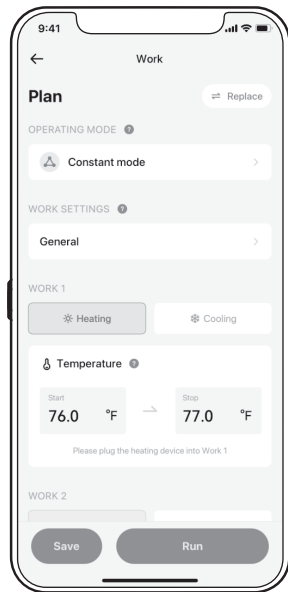 9:41
Work
Plan
Replace
OPERATING MODE ?
Constant mode
WORK SETTINGS ?
General
WORK 1
Heating
Cooling
Temperature ?
Start
76.0 °F
Stop
77.0 °F
Please plug the heating device into Work 1
WORK 2
Save
Run